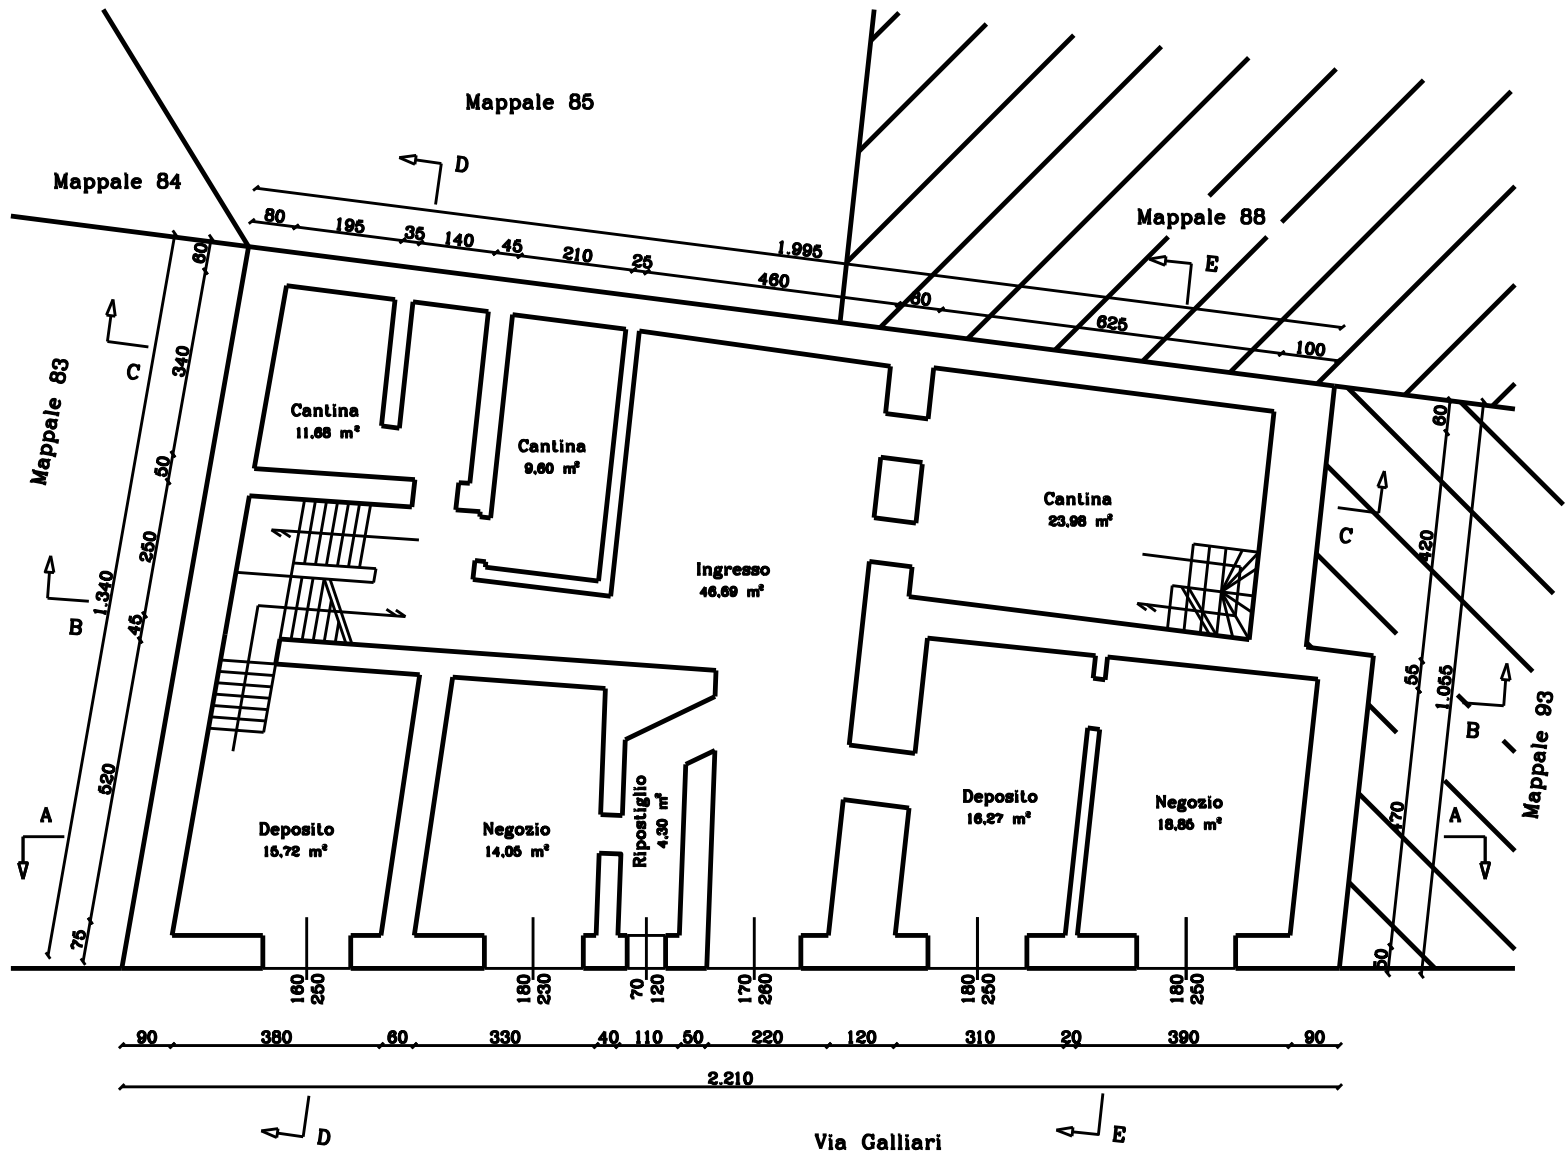 Mappale 85
Mappale 84
D
Mappale 88
80
195
35
140
45
210
25
1.995
460
E
60
80
625
100
C
340
Mappale 83
Cantina
11,68 m²
Cantina
9,60 m²
60
50
Cantina
23,98 m²
C
250
420
Ingresso
46,69 m²
1.340
B
45
55
1.055
B
Mappale 93
520
A
Deposito
15,72 m²
Negozio
14,05 m²
Ripostiglio
4,30 m²
Deposito
16,27 m²
Negozio
18,85 m²
470
A
75
50
160
250
180
230
70
120
170
260
180
250
180
250
90
380
60
330
40
110
50
220
120
310
20
390
90
2.210
D
E
Via Galliari